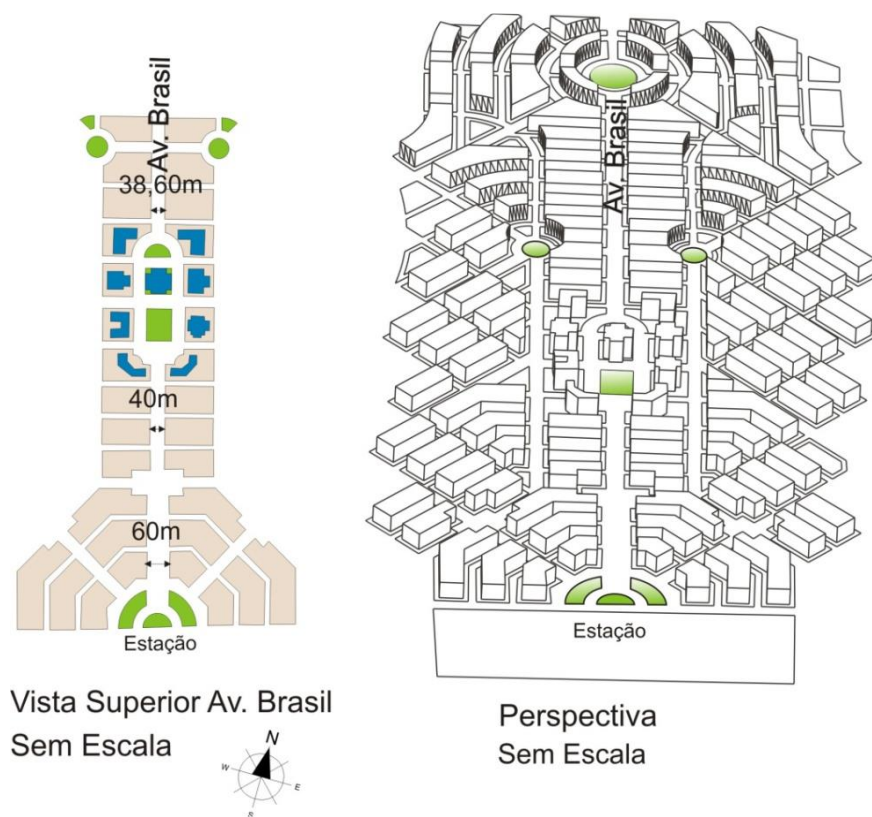 Av. Brasil
38,60m
40m
60m
Estação
Vista Superior Av. Brasil
Sem Escala
N
W
E
S
Av. Brasil
Estação
Perspectiva
Sem Escala